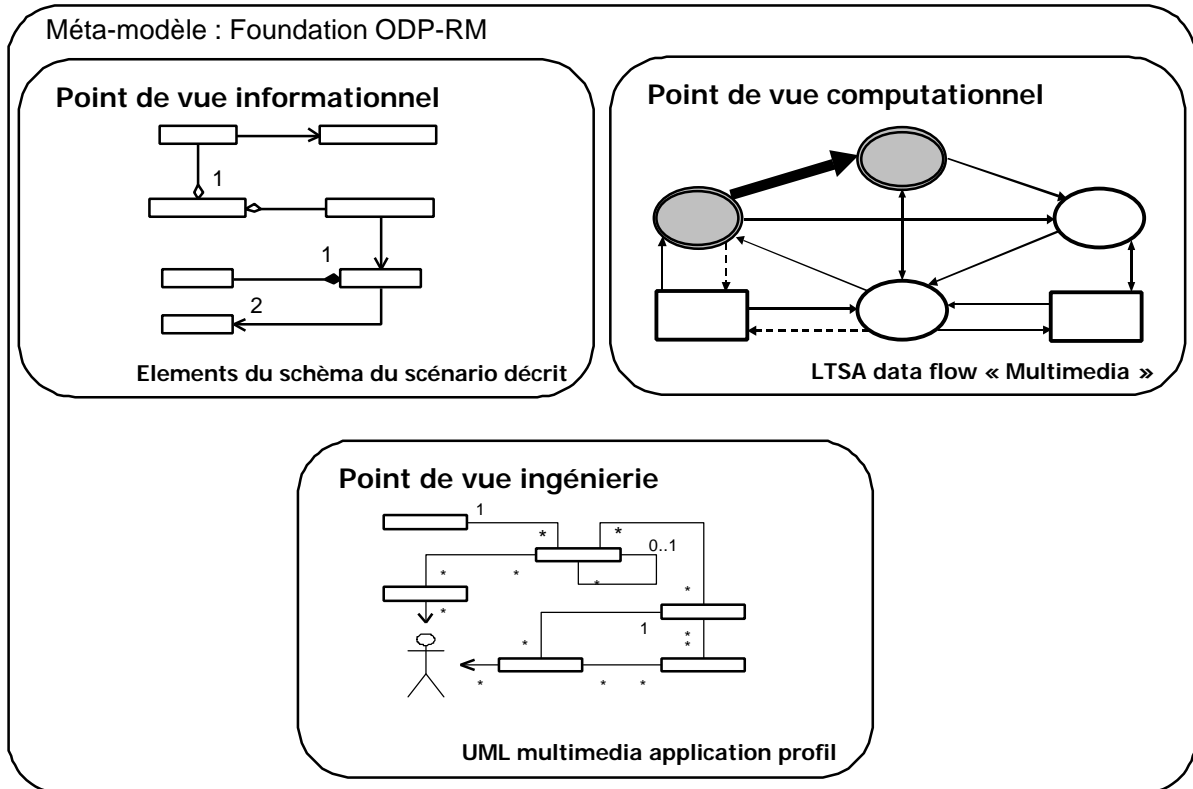 Méta-modèle : Foundation ODP-RM
Point de vue informationnel
1
1
2
Elements du schèma du scénario décrit
Point de vue computationnel
LTSA data flow « Multimedia »
Point de vue ingénierie
1
*
*
0..1
*
*
*
*
*
1
*
*
*
*
*
*
UML multimedia application profil